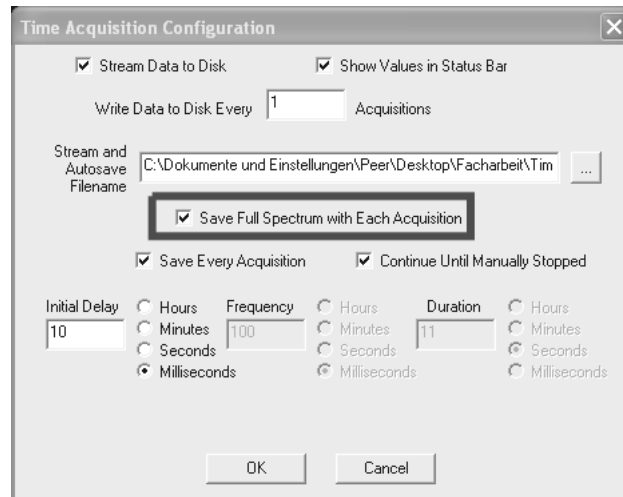 Time Acquisition Configuration
Stream Data to Disk
Show Values in Status Bar
Write Data to Disk Every 1 Acquisitions
Stream and
Autosave
Filename
C:\Dokumente und Einstellungen\Peer\Desktop\Facharbeit\Tim
...
Save Full Spectrum with Each Acquisition
Save Every Acquisition
Continue Until Manually Stopped
Initial Delay
10
Hours
Minutes
Seconds
Milliseconds
Frequency
100
Hours
Minutes
Seconds
Milliseconds
Duration
11
Hours
Minutes
Seconds
Milliseconds
OK
Cancel